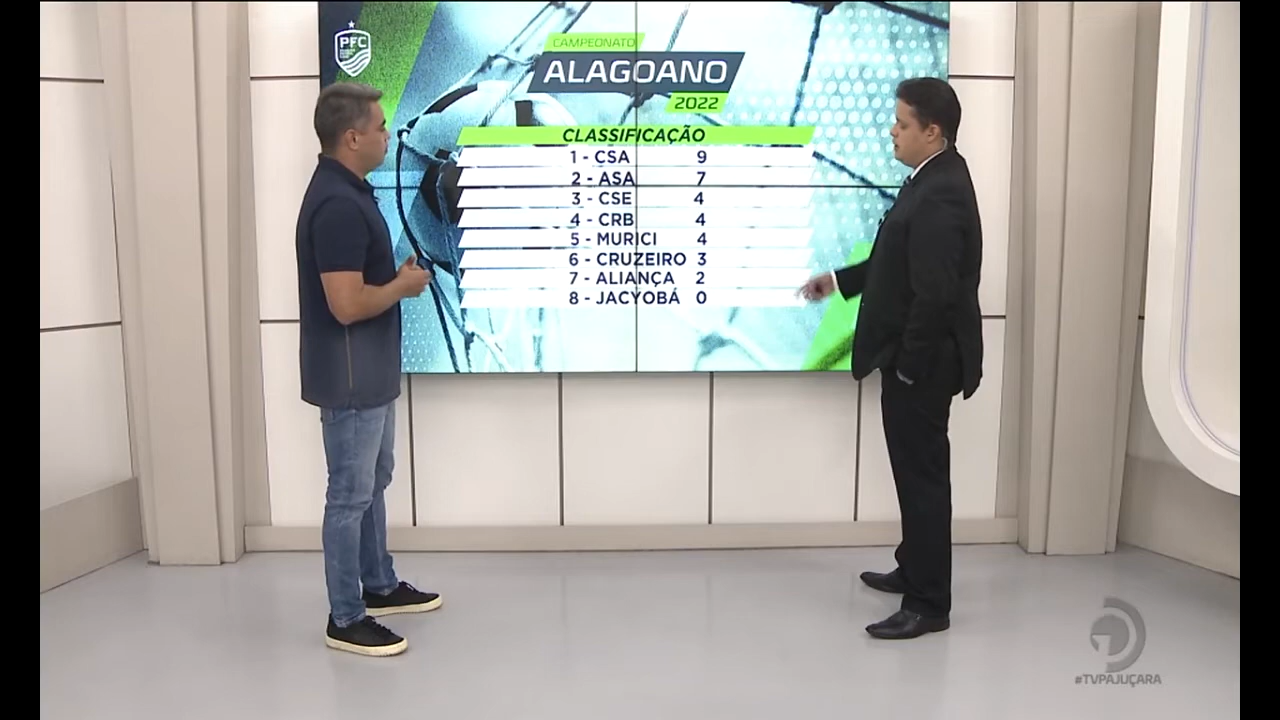 PFC
CAMPEONATO
ALAGOANO
2022
CLASSIFICAÇÃO
1 - CSA 9
2 - ASA 7
3 - CSE 4
4 - CRB 4
5 - MURICI 4
6 - CRUZEIRO 3
7 - ALIANÇA 2
8 - JACYOBÁ 0
#TVPAJUÇARA